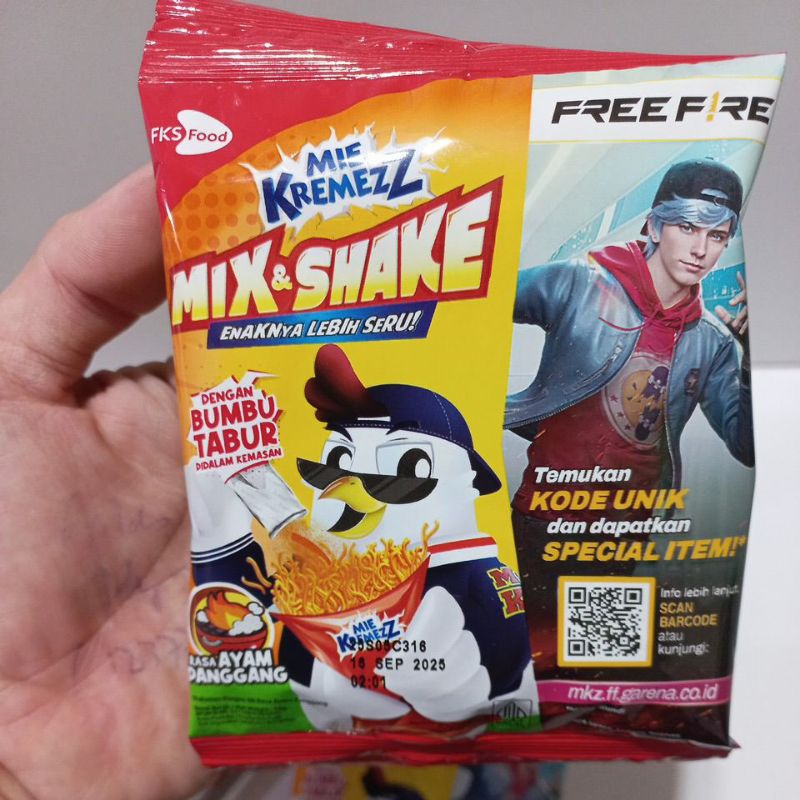 FKS Food
MIE
KREMEZZ
MIX & SHAKE
ENAKNYA LEBIH SERU!
DENGAN
BUMBU
TABUR
DIDALAM KEMASAN
MIE
KREMEZZ
16 SEP 2025
02:01
RASA AYAM
PANGGANG
FREE FIRE
Temukan
KODE UNIK
dan dapatkan
SPECIAL ITEM!*
Info lebih lanjut
SCAN
BARCODE
atau
kunjungi:
mkz.ff.garena.co.id